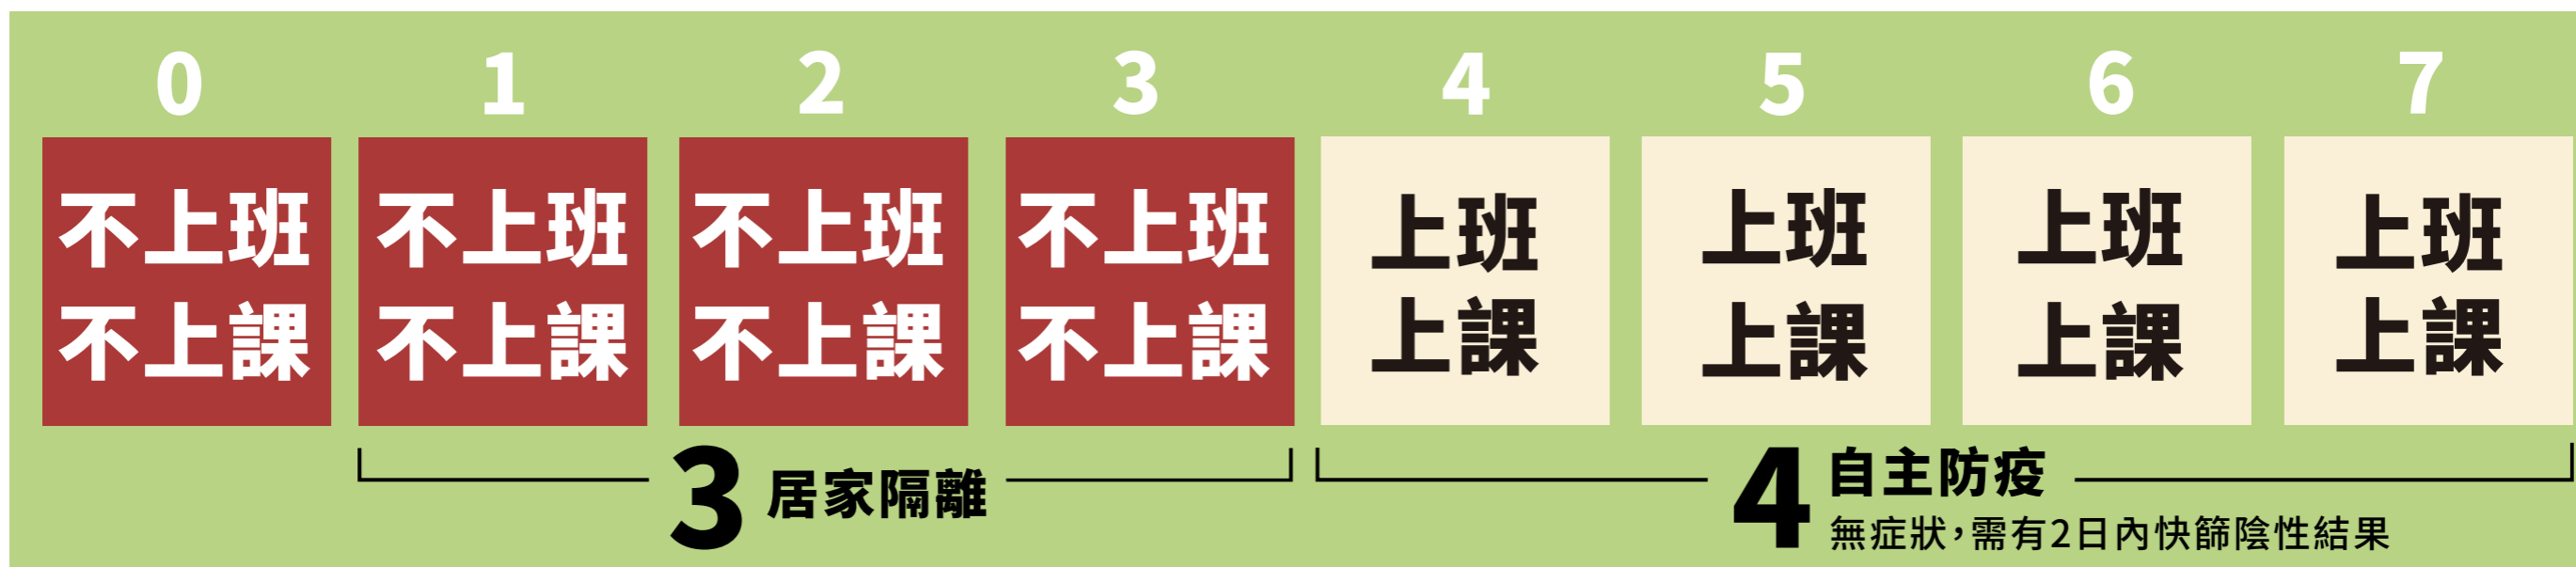 0 1 2 3 4 5 6 7
不上班 不上班 不上班 不上班 上班 上班 上班 上班
不上課 不上課 不上課 不上課 上課 上課 上課 上課
3 居家隔離 4 自主防疫
無症狀，需有2日內快篩陰性結果